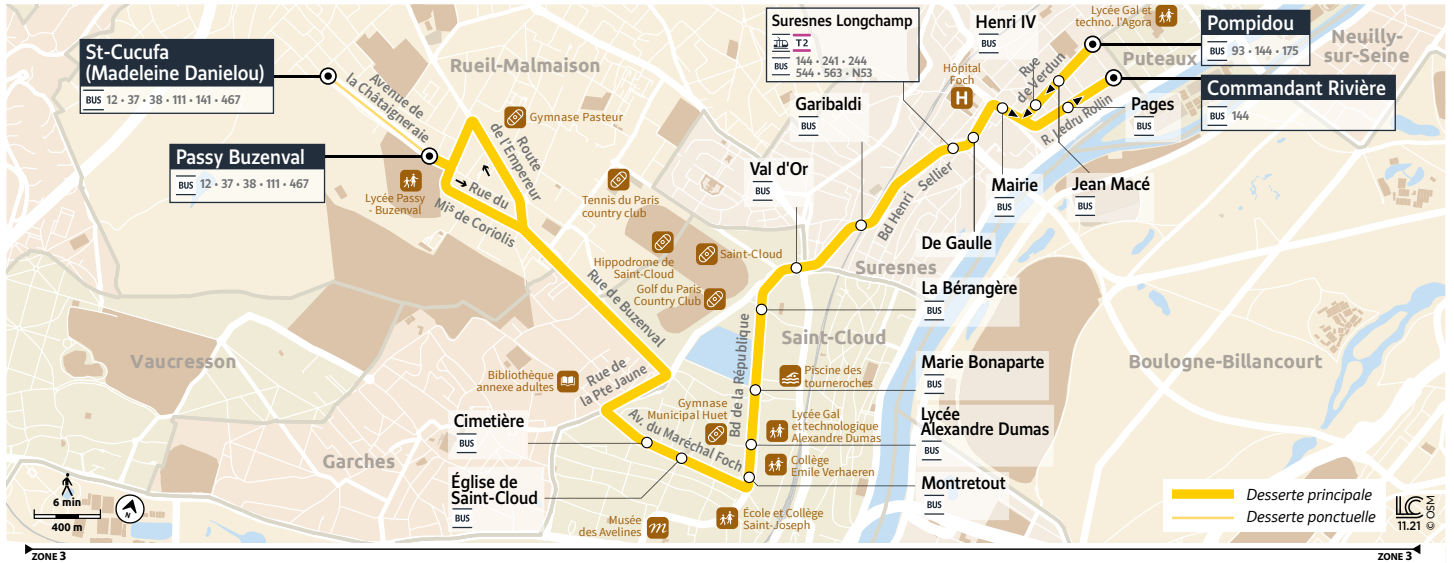 St-Cucufa
(Madeleine Danielou)
BUS 12 • 37 • 38 • 111 • 141 • 467
Avenue de
la Châtaigneraie
Passy Buzenval
BUS 12 • 37 • 38 • 111 • 467
Lycée Passy
- Buzenval
Rueil-Malmaison
Gymnase Pasteur
Route
de l'Empereur
Rue du
Mis de Coriolis
Tennis du Paris
country club
Hippodrome de
Saint-Cloud
Saint-Cloud
Golf du Paris
Country Club
Rue de Buzenval
Vaucresson
Bibliothèque
annexe adultes
Rue de
la Pte Jaune
Gymnase
Municipal Huet
Av. du Maréchal Foch
Cimetière
BUS
Église de
Saint-Cloud
BUS
Garches
Musée
des Avelines
École et Collège
Saint-Joseph
Suresnes Longchamp
T2
BUS 144 • 241 • 244
544 • 563 • N53
Garibaldi
BUS
Val d'Or
BUS
Henri IV
BUS
Hôpital
Foch
H
Lycée Gal et
techno. l'Agora
Pompidou
BUS 93 • 144 • 175
Puteaux
Neuilly-
sur-Seine
Commandant Rivière
BUS 144
Rue
de Verdun
R. Ledru Rollin
Pages
BUS
Jean Macé
BUS
Mairie
BUS
De Gaulle
Bd Henri Sellier
Suresnes
La Bérangère
BUS
Saint-Cloud
Bd de la République
Piscine des
tourneroches
Marie Bonaparte
BUS
Lycée Gal
et technologique
Alexandre Dumas
Lycée
Alexandre Dumas
BUS
Collège
Emile Verhaeren
Montretout
BUS
Boulogne-Billancourt
6 min
400 m
N
Desserte principale
Desserte ponctuelle
LC
11.21
© OSM
ZONE 3
ZONE 3